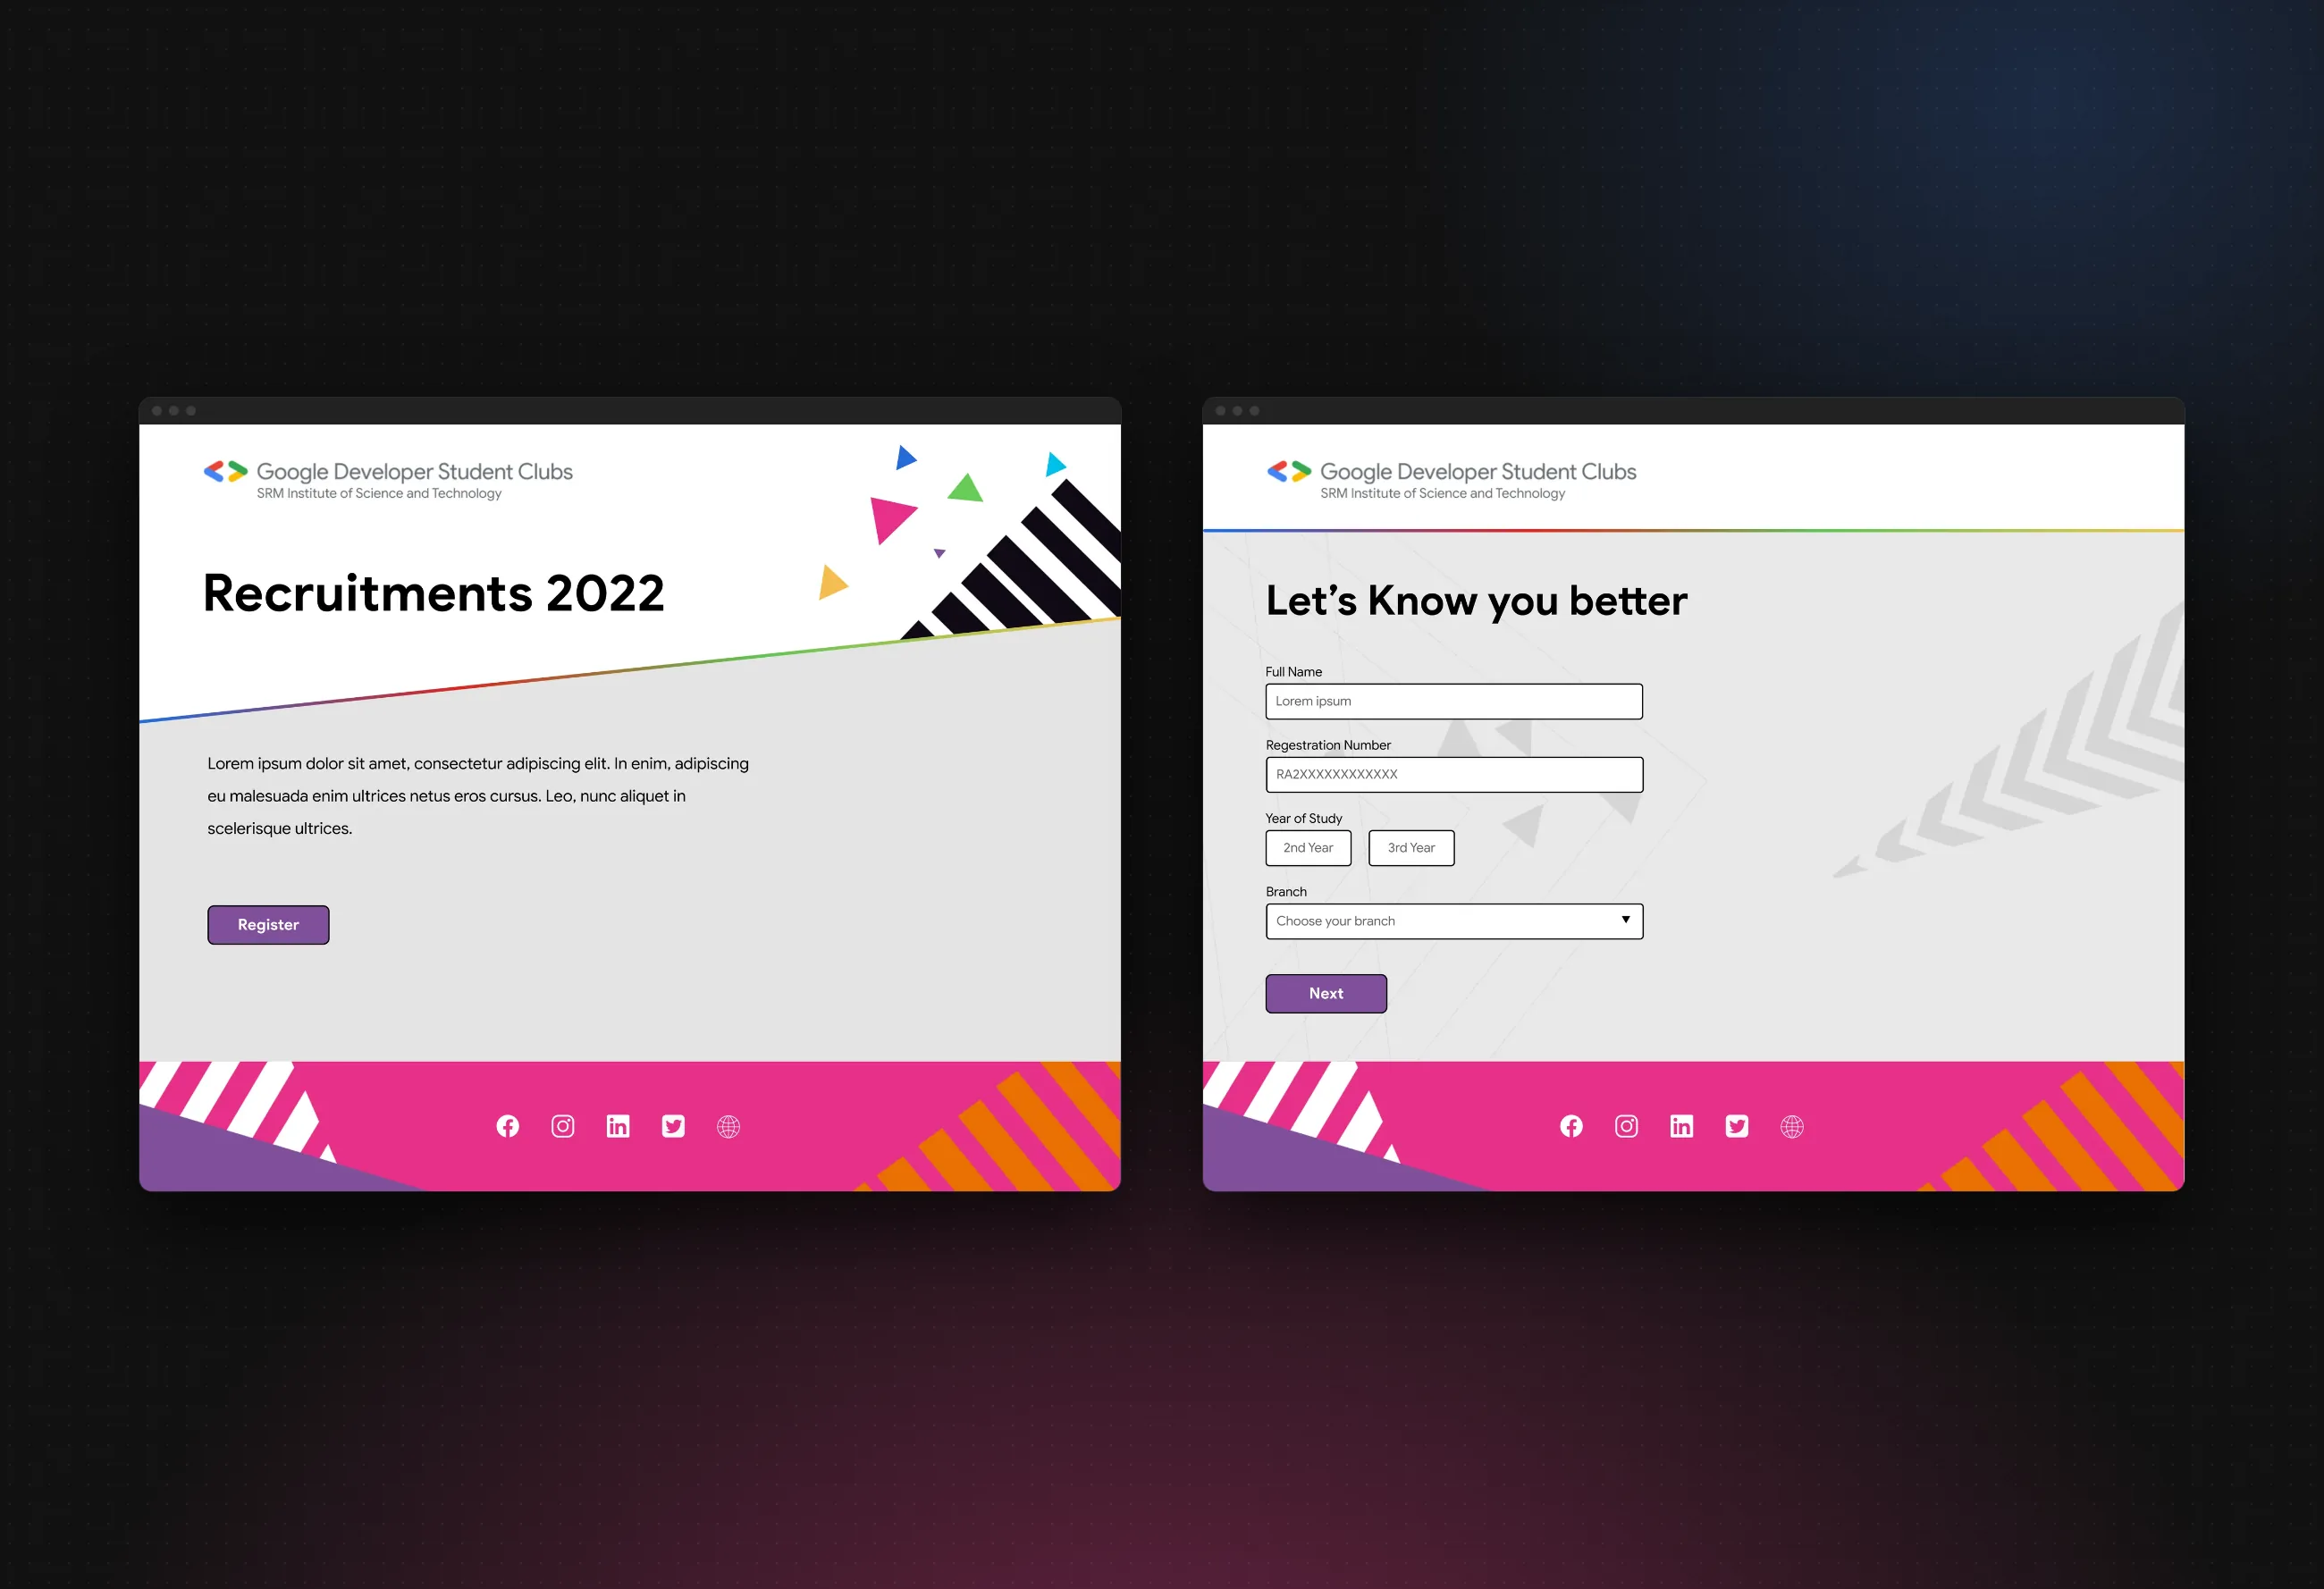 Google Developer Student Clubs
SRM Institute of Science and Technology
Recruitments 2022
Lorem ipsum dolor sit amet, consectetur adipiscing elit. In enim, adipiscing
eu malesuada enim ultrices netus eros cursus. Leo, nunc aliquet in
scelerisque ultrices.
Register
Google Developer Student Clubs
SRM Institute of Science and Technology
Let’s Know you better
Full Name
Lorem ipsum
Regestration Number
RA2XXXXXXXXXXXX
Year of Study
2nd Year
3rd Year
Branch
Choose your branch
Next